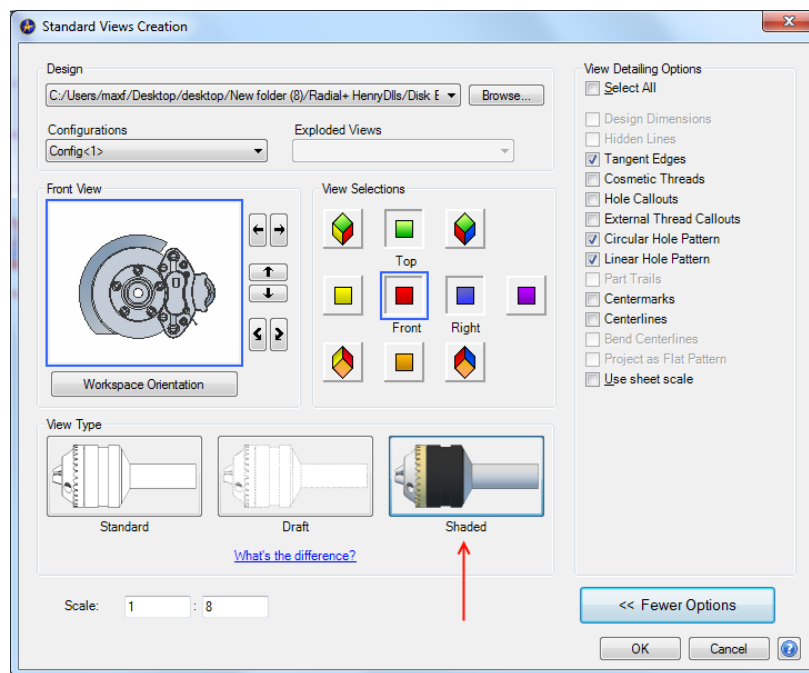 Standard Views Creation
Design
C:/Users/maxf/Desktop/desktop/New folder (8)/Radial+ HenryDlls/Disk E
Browse...
Configurations
Exploded Views
Config<1>
Front View
Workspace Orientation
View Selections
Top
Front
Right
View Type
Standard
Draft
Shaded
What's the difference?
Scale:
1
:
8
View Detailing Options
Select All
Design Dimensions
Hidden Lines
Tangent Edges
Cosmetic Threads
Hole Callouts
External Thread Callouts
Circular Hole Pattern
Linear Hole Pattern
Part Trails
Centermarks
Centerlines
Bend Centerlines
Project as Flat Pattern
Use sheet scale
<< Fewer Options
OK
Cancel
?